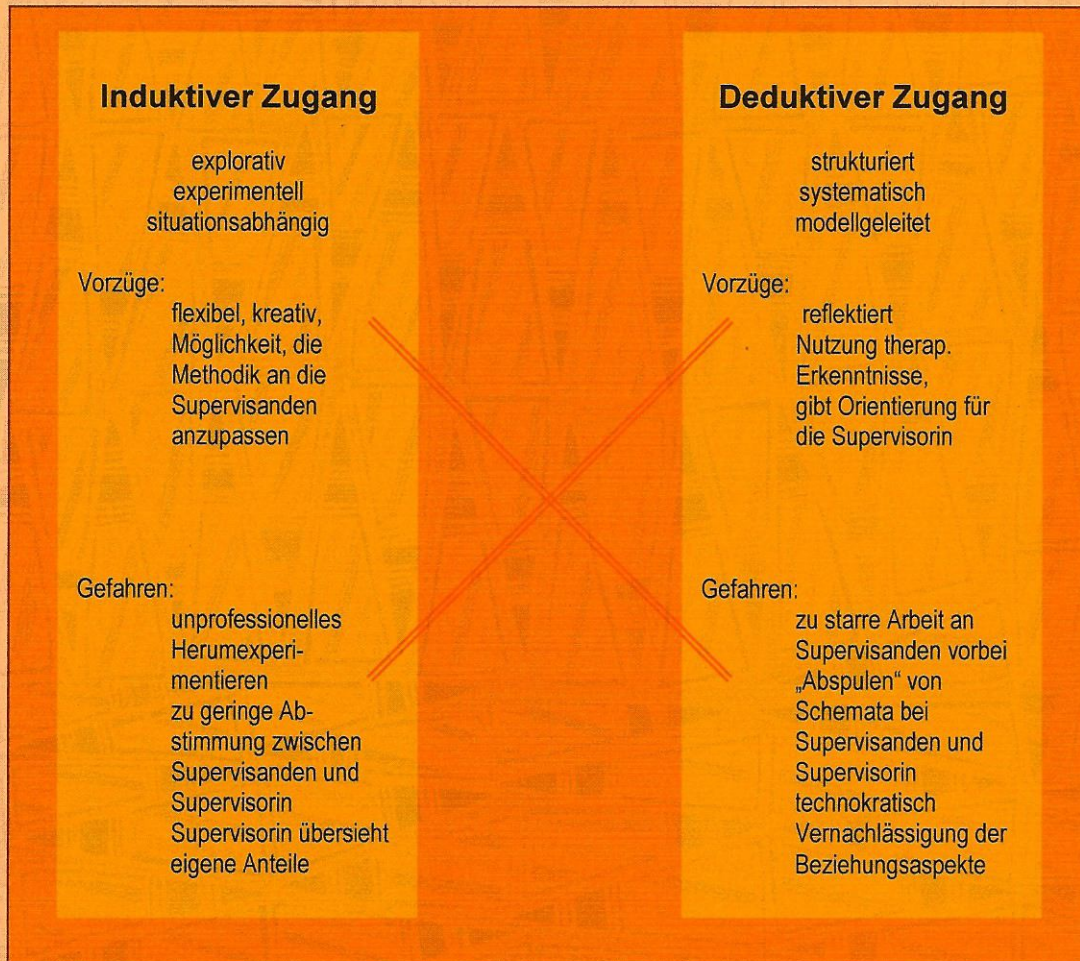 Induktiver Zugang
explorativ
experimentell
situationsabhängig
Vorzüge:
flexibel, kreativ,
Möglichkeit, die
Methodik an die
Supervisanden
anzupassen
Gefahren:
unprofessionelles
Herumexperi-
mentieren
zu geringe Ab-
stimmung zwischen
Supervisanden und
Supervisorin
Supervisorin übersieht
eigene Anteile
Deduktiver Zugang
strukturiert
systematisch
modellgeleitet
Vorzüge:
reflektiert
Nutzung therap.
Erkenntnisse,
gibt Orientierung für
die Supervisorin
Gefahren:
zu starre Arbeit an
Supervisanden vorbei
„Abspulen“ von
Schemata bei
Supervisanden und
Supervisorin
technokratisch
Vernachlässigung der
Beziehungsaspekte